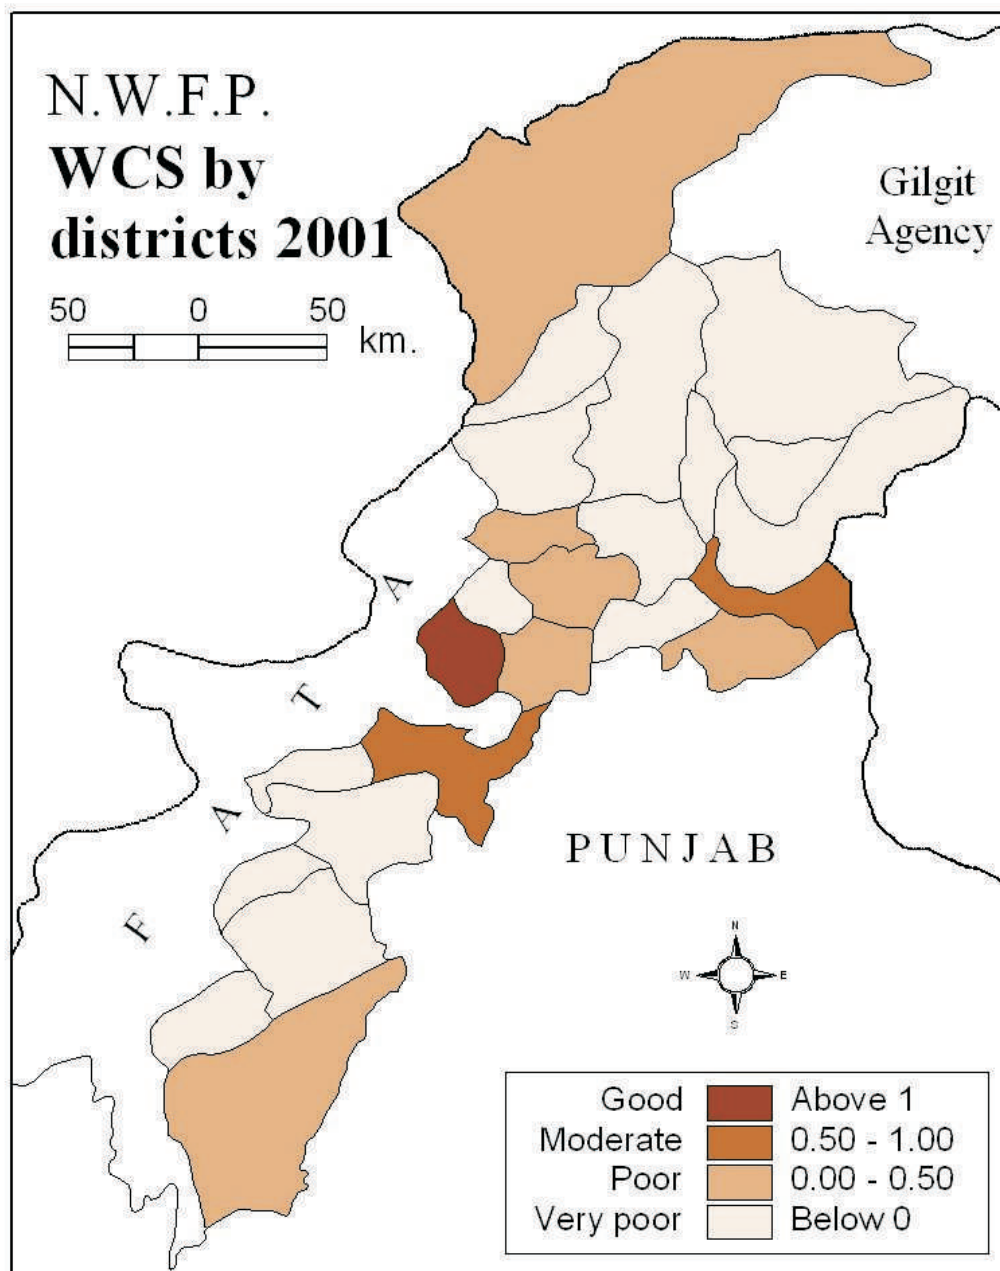 N.W.F.P.
WCS by
districts 2001
50 0 50
km.
Gilgit
Agency
F A T A
PUNJAB
N
W E
S
Good Above 1
Moderate 0.50 - 1.00
Poor 0.00 - 0.50
Very poor Below 0